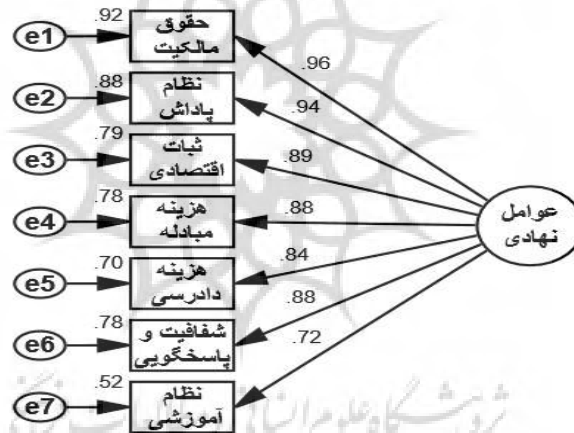 .92
e1
حقوق
مالکیت
.96
.88
e2
نظام
پاداش
.94
.79
e3
ثبات
اقتصادی
.89
.78
e4
هزینه
مبادله
.88
عوامل
نهادی
.70
e5
هزینه
دادرسی
.84
.78
e6
شفافیت و
پاسخگویی
.88
.52
e7
نظام
آموزشی
.72